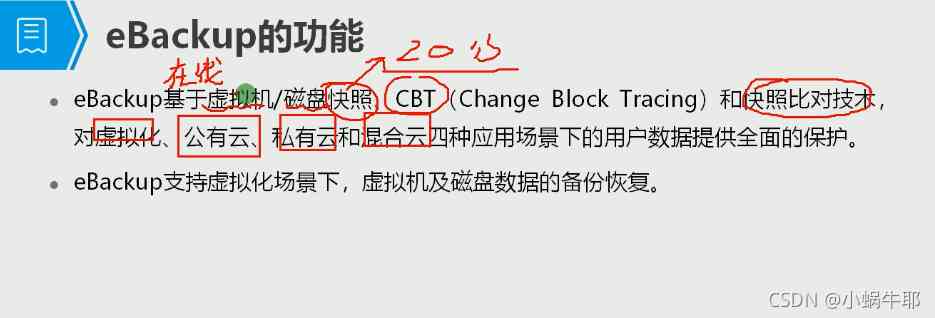 eBackup的功能
20分
在线
eBackup基于虚拟机/磁盘快照、CBT（Change Block Tracing）和快照比对技术，
对虚拟化、公有云、私有云和混合云四种应用场景下的用户数据提供全面的保护。
eBackup支持虚拟化场景下，虚拟机及磁盘数据的备份恢复。
CSDN @小蜗牛耶